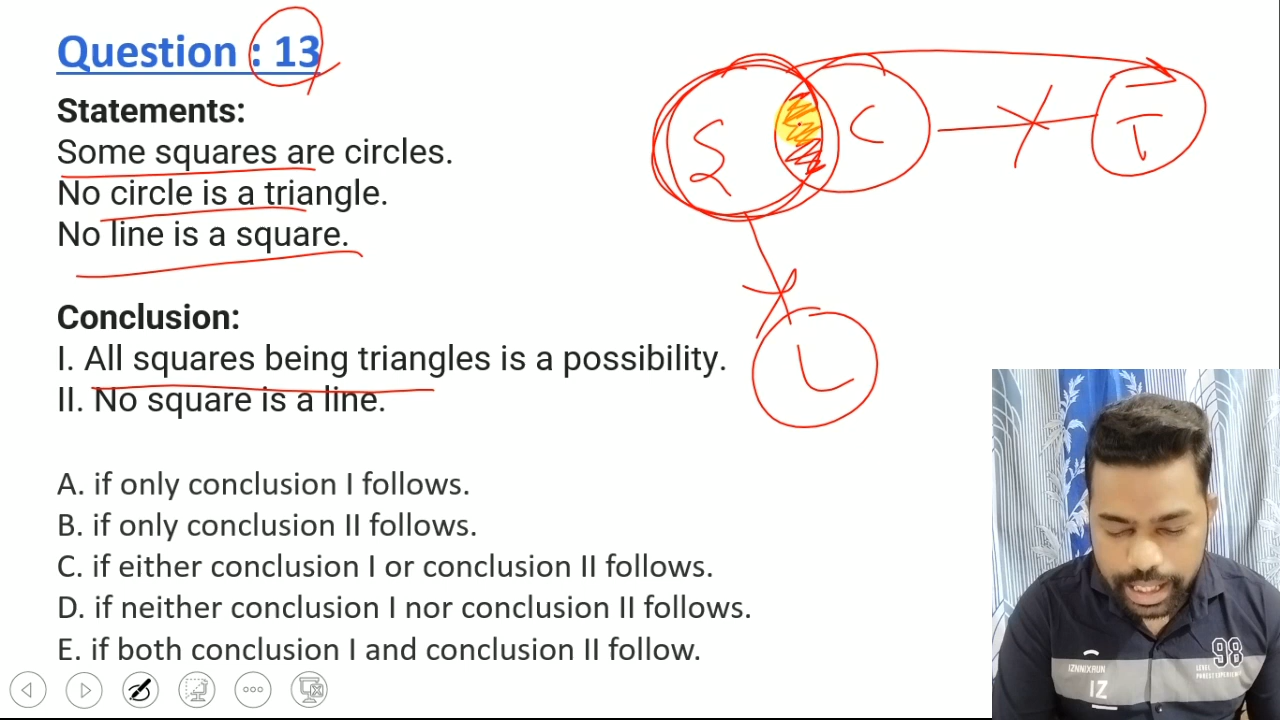 Question : 13
Statements:
Some squares are circles.
No circle is a triangle.
No line is a square.
Conclusion:
I. All squares being triangles is a possibility.
II. No square is a line.
A. if only conclusion I follows.
B. if only conclusion II follows.
C. if either conclusion I or conclusion II follows.
D. if neither conclusion I nor conclusion II follows.
E. if both conclusion I and conclusion II follow.
S
C
T
L
98
IZNNIXRUN
IZ